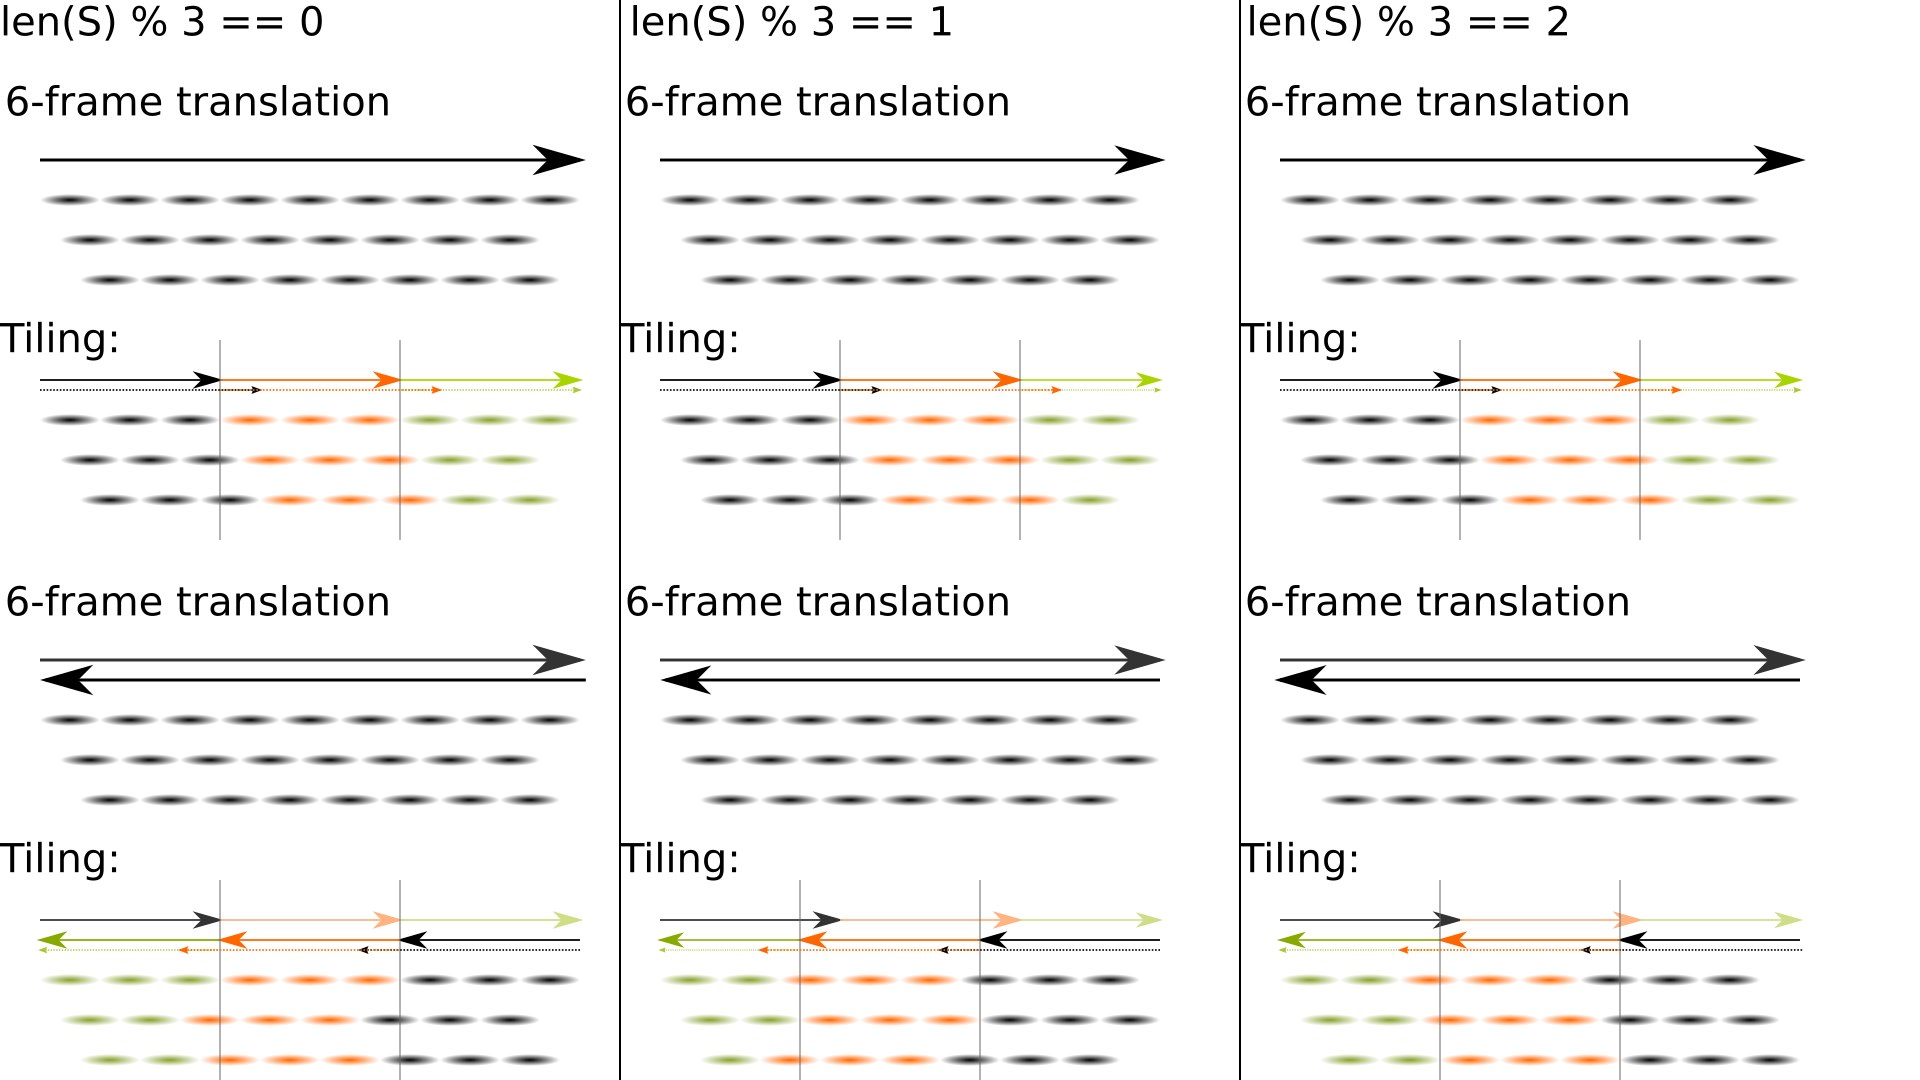 len(S) % 3 == 0
6-frame translation
Tiling:
6-frame translation
Tiling:
len(S) % 3 == 1
6-frame translation
Tiling:
6-frame translation
Tiling:
len(S) % 3 == 2
6-frame translation
Tiling:
6-frame translation
Tiling: